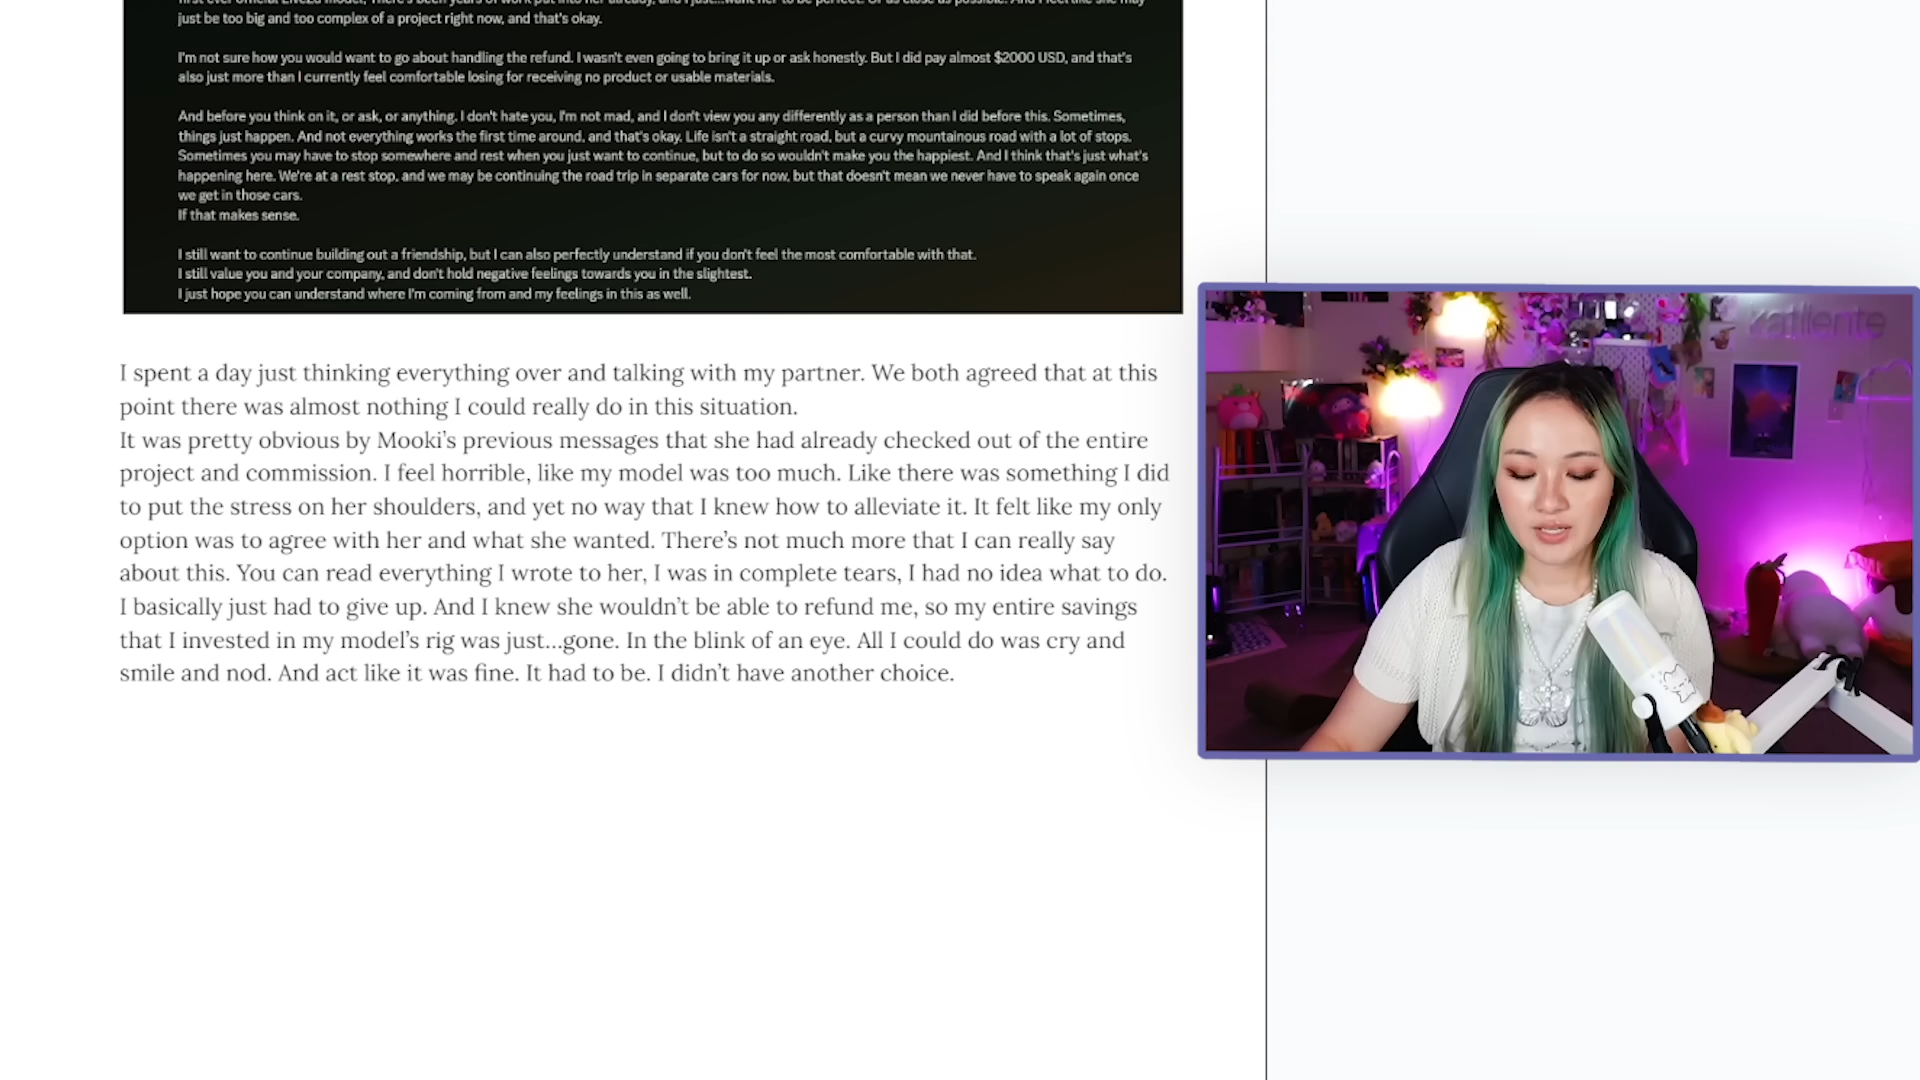 just be too big and too complex of a project right now, and that's okay.
I'm not sure how you would want to go about handling the refund. I wasn't even going to bring it up or ask honestly. But I did pay almost $2000 USD, and that's
also just more than I currently feel comfortable losing for receiving no product or usable materials.
And before you think on it, or ask, or anything. I don't hate you, I'm not mad, and I don't view you any differently as a person than I did before this. Sometimes,
things just happen. And not everything works the first time around, and that's okay. Life isn't a straight road, but a curvy mountainous road with a lot of stops.
Sometimes you may have to stop somewhere and rest when you just want to continue, but to do so wouldn't make you the happiest. And I think that's just what's
happening here. We're at a rest stop, and we may be continuing the road trip in separate cars for now, but that doesn't mean we never have to speak again once
we get in those cars.
If that makes sense.
I still want to continue building out a friendship, but I can also perfectly understand if you don't feel the most comfortable with that.
I still value you and your company, and don't hold negative feelings towards you in the slightest.
I just hope you can understand where I'm coming from and my feelings in this as well.
I spent a day just thinking everything over and talking with my partner. We both agreed that at this
point there was almost nothing I could really do in this situation.
It was pretty obvious by Mooki’s previous messages that she had already checked out of the entire
project and commission. I feel horrible, like my model was too much. Like there was something I did
to put the stress on her shoulders, and yet no way that I knew how to alleviate it. It felt like my only
option was to agree with her and what she wanted. There’s not much more that I can really say
about this. You can read everything I wrote to her, I was in complete tears, I had no idea what to do.
I basically just had to give up. And I knew she wouldn’t be able to refund me, so my entire savings
that I invested in my model’s rig was just...gone. In the blink of an eye. All I could do was cry and
smile and nod. And act like it was fine. It had to be. I didn’t have another choice.
katliente